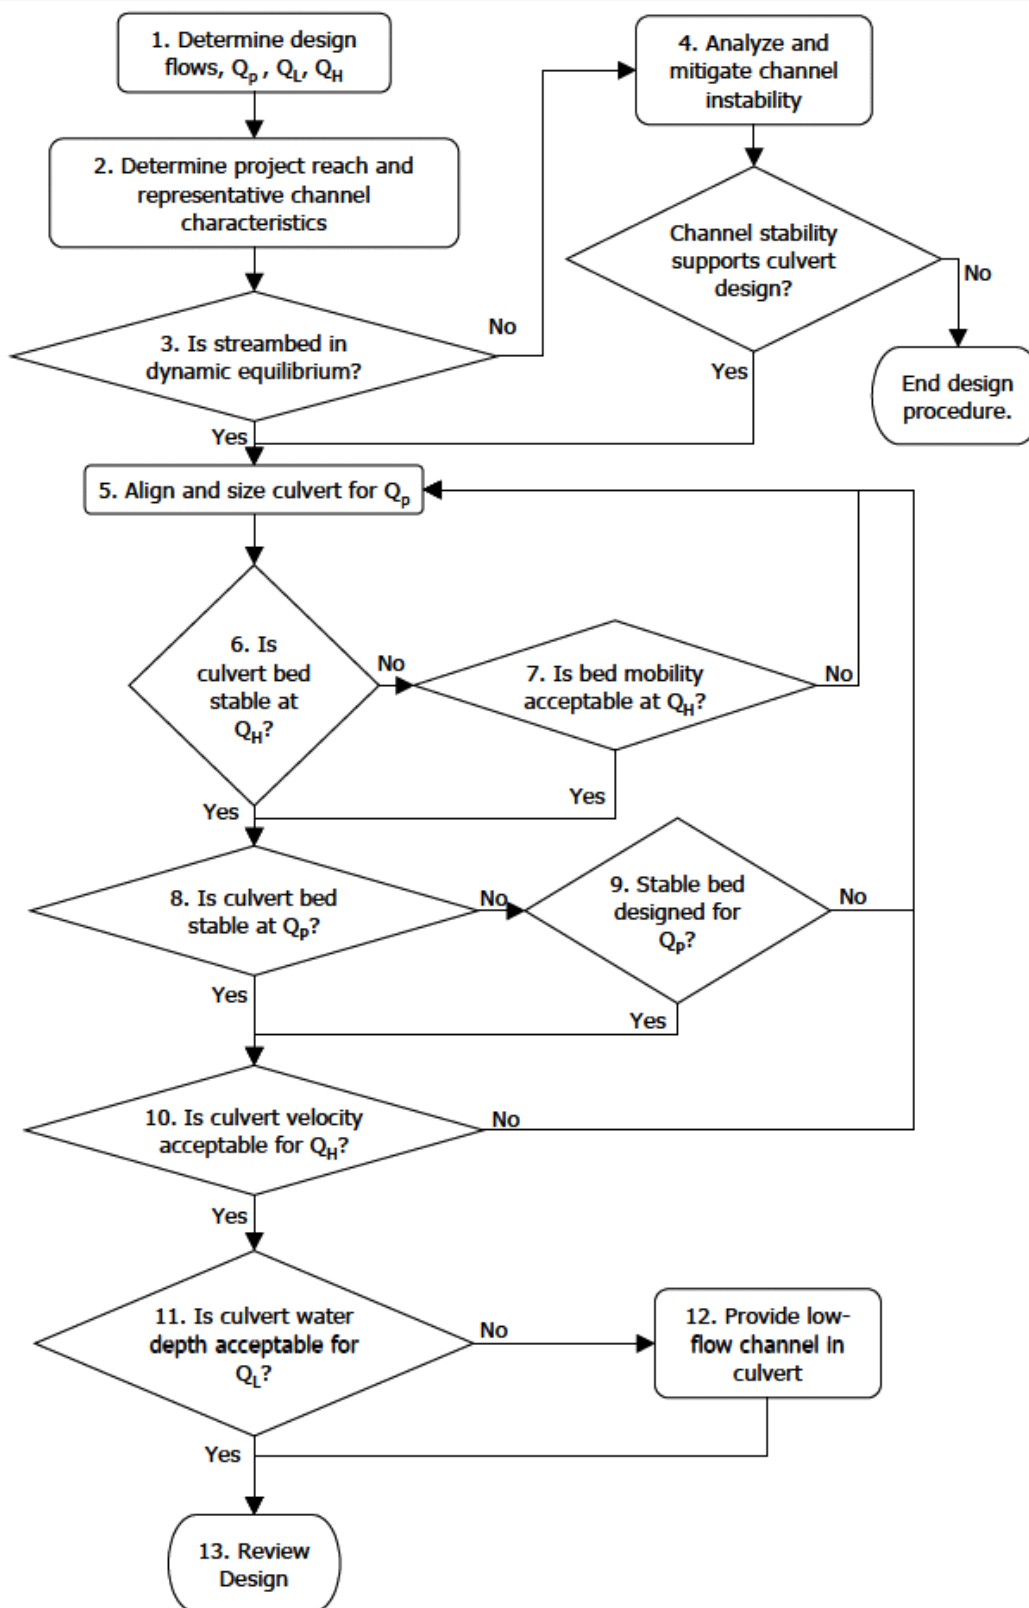 1. Determine design
flows, Qp , QL, QH
2. Determine project reach and
representative channel
characteristics
3. Is streambed in
dynamic equilibrium?
No
Yes
4. Analyze and
mitigate channel
instability
Channel stability
supports culvert
design?
No
Yes
End design
procedure.
5. Align and size culvert for Qp
6. Is
culvert bed
stable at
QH?
No
Yes
7. Is bed mobility
acceptable at QH?
No
Yes
8. Is culvert bed
stable at Qp?
No
Yes
9. Stable bed
designed for
Qp?
No
Yes
10. Is culvert velocity
acceptable for QH?
No
Yes
11. Is culvert water
depth acceptable for
QL?
No
Yes
12. Provide low-
flow channel in
culvert
13. Review
Design